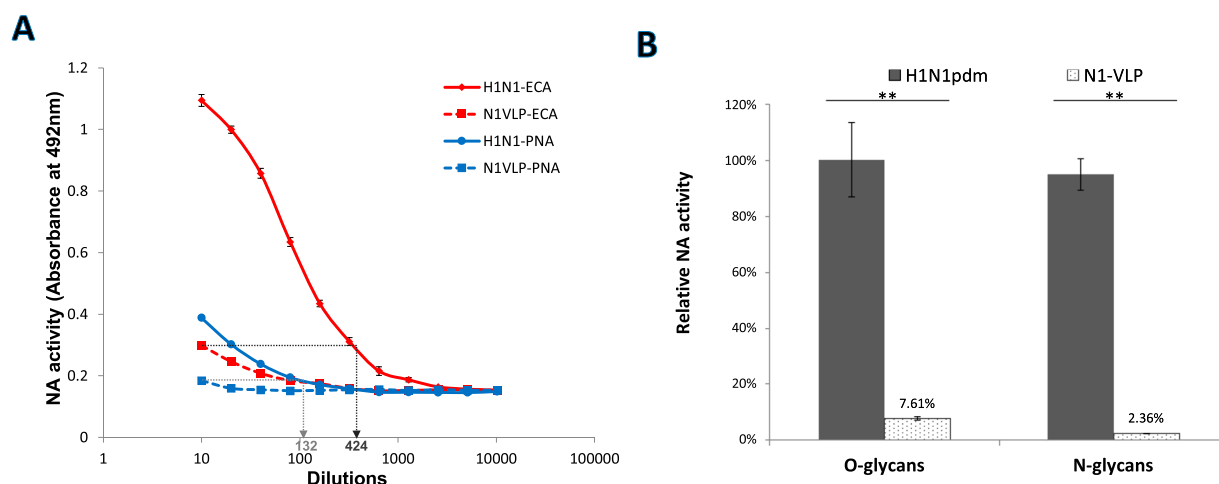 A
NA activity (Absorbance at 492nm)
1.2
1
0.8
0.6
0.4
0.2
0
H1N1-ECA
N1VLP-ECA
H1N1-PNA
N1VLP-PNA
132
424
1
10
100
1000
10000
100000
Dilutions
B
H1N1pdm
N1-VLP
Relative NA activity
120%
100%
80%
60%
40%
20%
0%
**
**
7.61%
2.36%
O-glycans
N-glycans